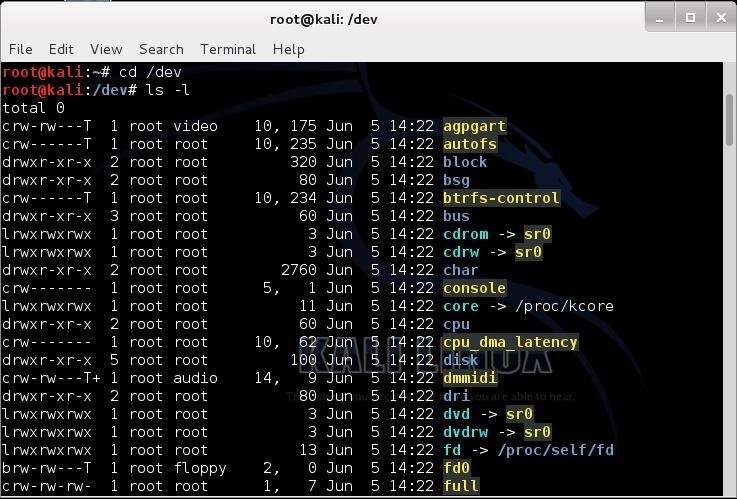 root@kali: /dev
File Edit View Search Terminal Help
root@kali:~# cd /dev
root@kali:/dev# ls -l
total 0
crw-rw---T  1 root video    10, 175 Jun  5 14:22 agpgart
crw------T  1 root root     10, 235 Jun  5 14:22 autofs
drwxr-xr-x  2 root root         320 Jun  5 14:22 block
drwxr-xr-x  2 root root          80 Jun  5 14:22 bsg
crw------T  1 root root     10, 234 Jun  5 14:22 btrfs-control
drwxr-xr-x  3 root root          60 Jun  5 14:22 bus
lrwxrwxrwx  1 root root           3 Jun  5 14:22 cdrom -> sr0
lrwxrwxrwx  1 root root           3 Jun  5 14:22 cdrw -> sr0
drwxr-xr-x  2 root root        2760 Jun  5 14:22 char
crw-------  1 root root      5,   1 Jun  5 14:22 console
lrwxrwxrwx  1 root root          11 Jun  5 14:22 core -> /proc/kcore
drwxr-xr-x  2 root root          60 Jun  5 14:22 cpu
crw-------  1 root root     10,  62 Jun  5 14:22 cpu_dma_latency
drwxr-xr-x  5 root root         100 Jun  5 14:22 disk
crw-rw---T+ 1 root audio    14,   9 Jun  5 14:22 dmmidi
drwxr-xr-x  2 root root          80 Jun  5 14:22 dri
lrwxrwxrwx  1 root root           3 Jun  5 14:22 dvd -> sr0
lrwxrwxrwx  1 root root           3 Jun  5 14:22 dvdrw -> sr0
lrwxrwxrwx  1 root root          13 Jun  5 14:22 fd -> /proc/self/fd
brw-rw---T  1 root floppy    2,   0 Jun  5 14:22 fd0
crw-rw-rw-  1 root root      1,   7 Jun  5 14:22 full
KALI LINUX
are able to hear.